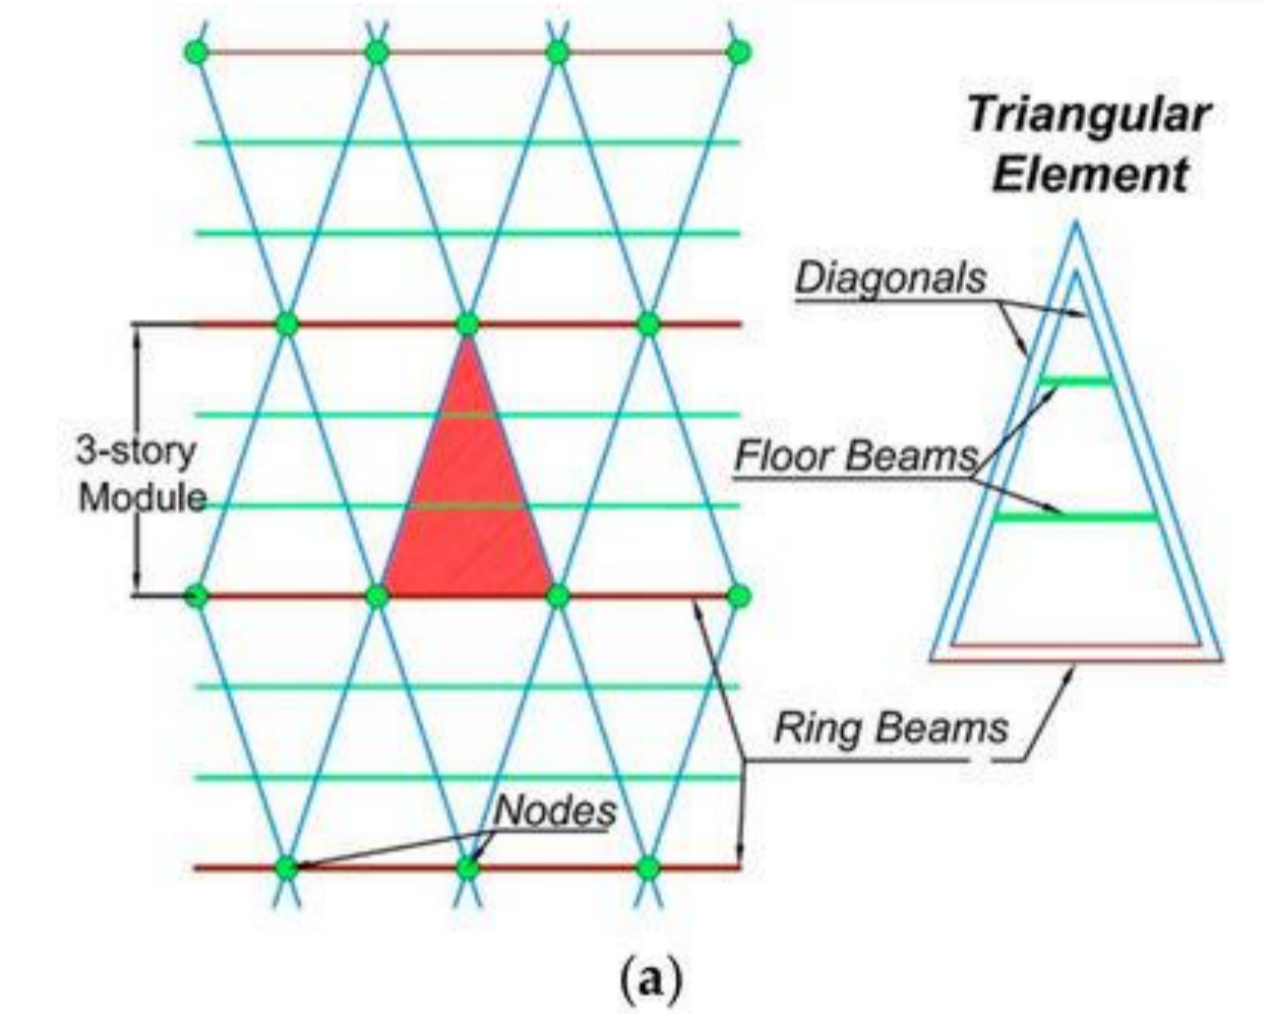 Triangular
Element
Diagonals
3-story
Module
Floor Beams
Ring Beams
Nodes
(a)